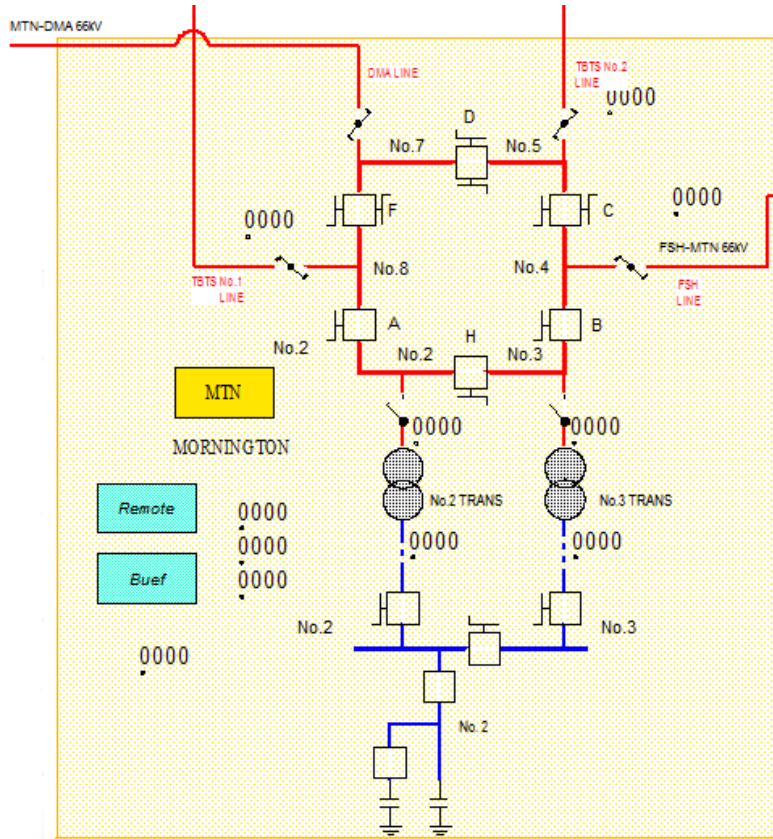 MTN-DMA 66kV
DMA LINE
TBTS No.2
LINE
0000
D
No.7
No.5
F
C
0000
0000
FSH-MTN 66kV
No.8
No.4
TBTS No.1
LINE
FSH
LINE
A
B
H
No.2
No.2
No.3
MTN
0000
0000
MORNINGTON
No.2 TRANS
No.3 TRANS
Remote
0000
0000
0000
0000
Buef
0000
No.2
No.3
0000
No. 2